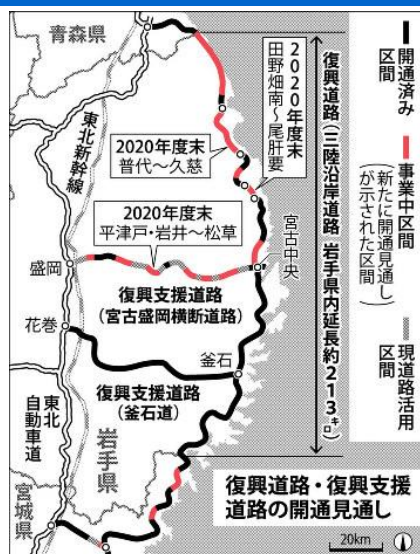 開通済み
区間
事業中区間
(新たに開通見通し
が示された区間)
現道路活用
区間
復興道路(三陸沿岸道路 岩手県内延長約213㌔)
青森県
東北新幹線
2020年度末
田野畑南〜尾肝要
2020年度末
普代〜久慈
2020年度末
平津戸・岩井〜松草
宮古中央
盛岡
復興支援道路
(宮古盛岡横断道路)
花巻
釜石
復興支援道路
(釜石道)
東北
自動車道
岩手県
宮城県
復興道路・復興支援
道路の開通見通し
20km